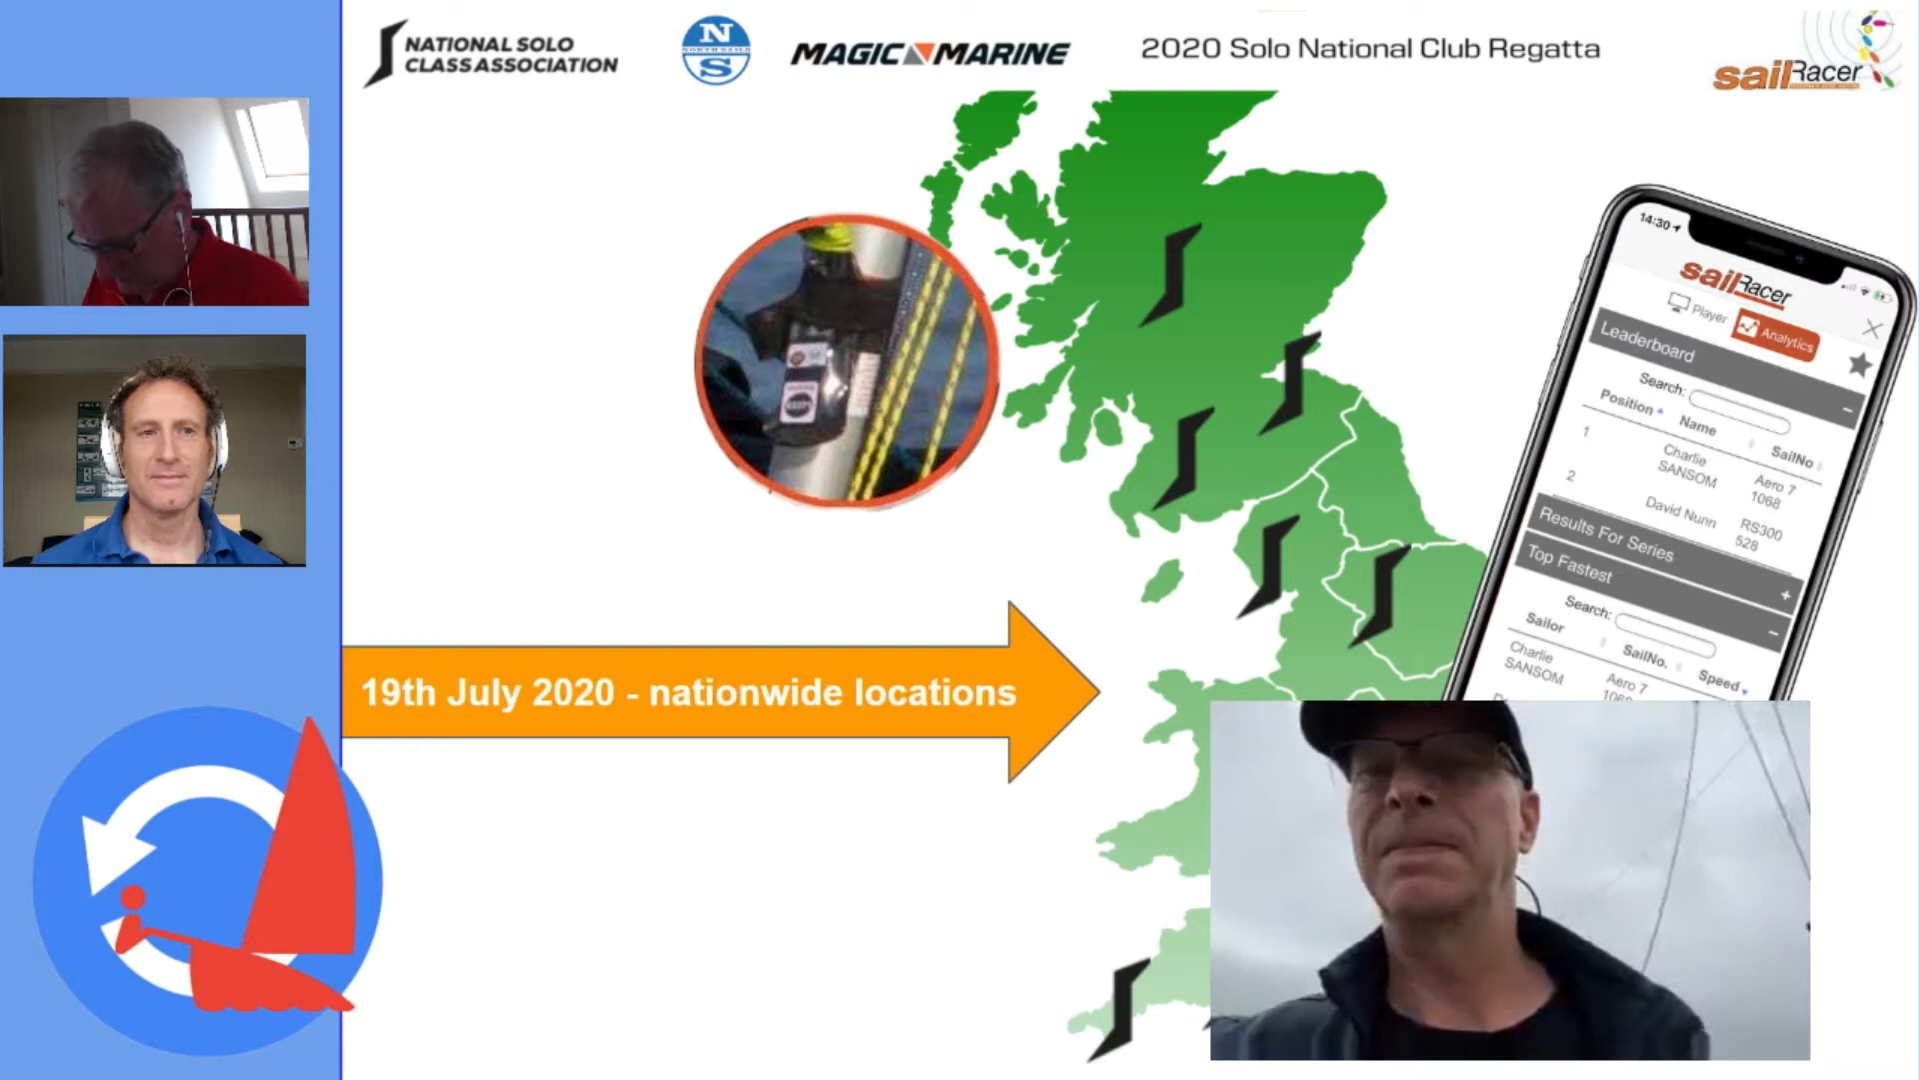 NATIONAL SOLO
CLASS ASSOCIATION
N
NORTH SAILS
S
MAGIC MARINE
2020 Solo National Club Regatta
sailRacer
14:30
sailRacer
Player
Analytics
Leaderboard
Search:
Position
Name
SailNo
1
Charlie
SANSOM
Aero 7
1068
2
David Nunn
RS300
528
Results For Series
Top Fastest
Search:
Sailor
SailNo.
Speed
Charlie
SANSOM
Aero 7
19th July 2020 - nationwide locations